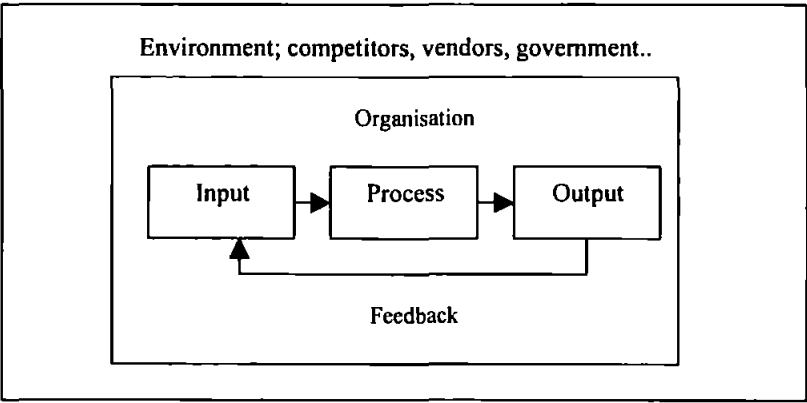 Environment; competitors, vendors, government..
Organisation
Input
Process
Output
Feedback